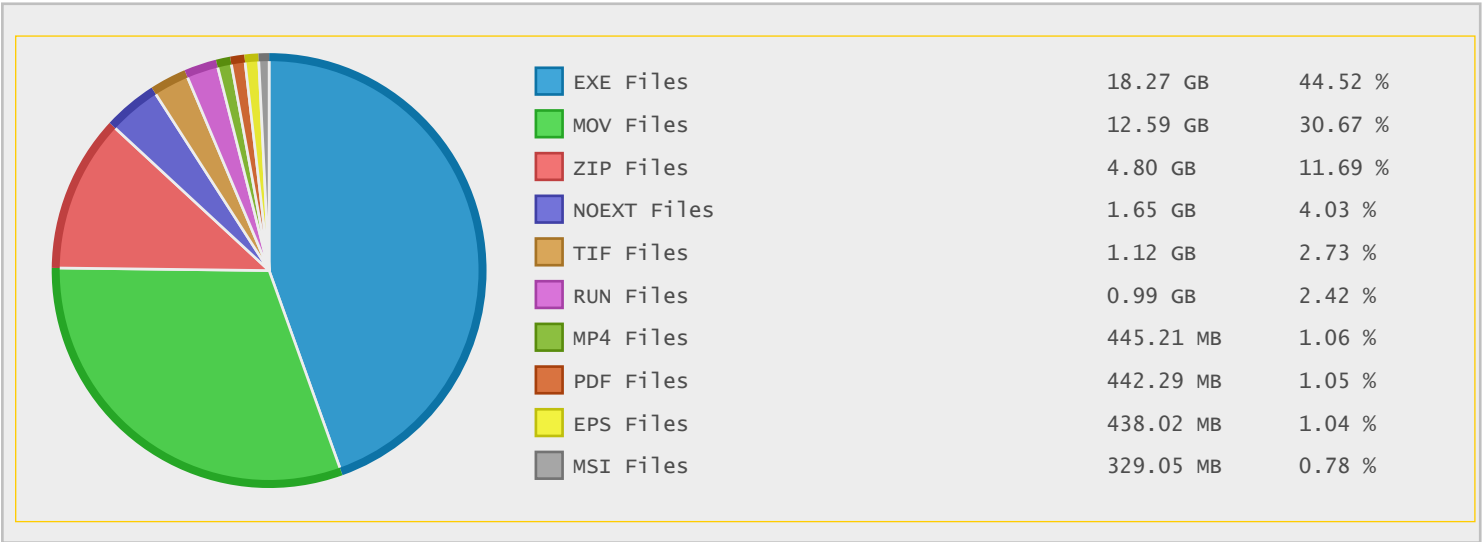 EXE Files 18.27 GB 44.52 %
MOV Files 12.59 GB 30.67 %
ZIP Files 4.80 GB 11.69 %
NOEXT Files 1.65 GB 4.03 %
TIF Files 1.12 GB 2.73 %
RUN Files 0.99 GB 2.42 %
MP4 Files 445.21 MB 1.06 %
PDF Files 442.29 MB 1.05 %
EPS Files 438.02 MB 1.04 %
MSI Files 329.05 MB 0.78 %